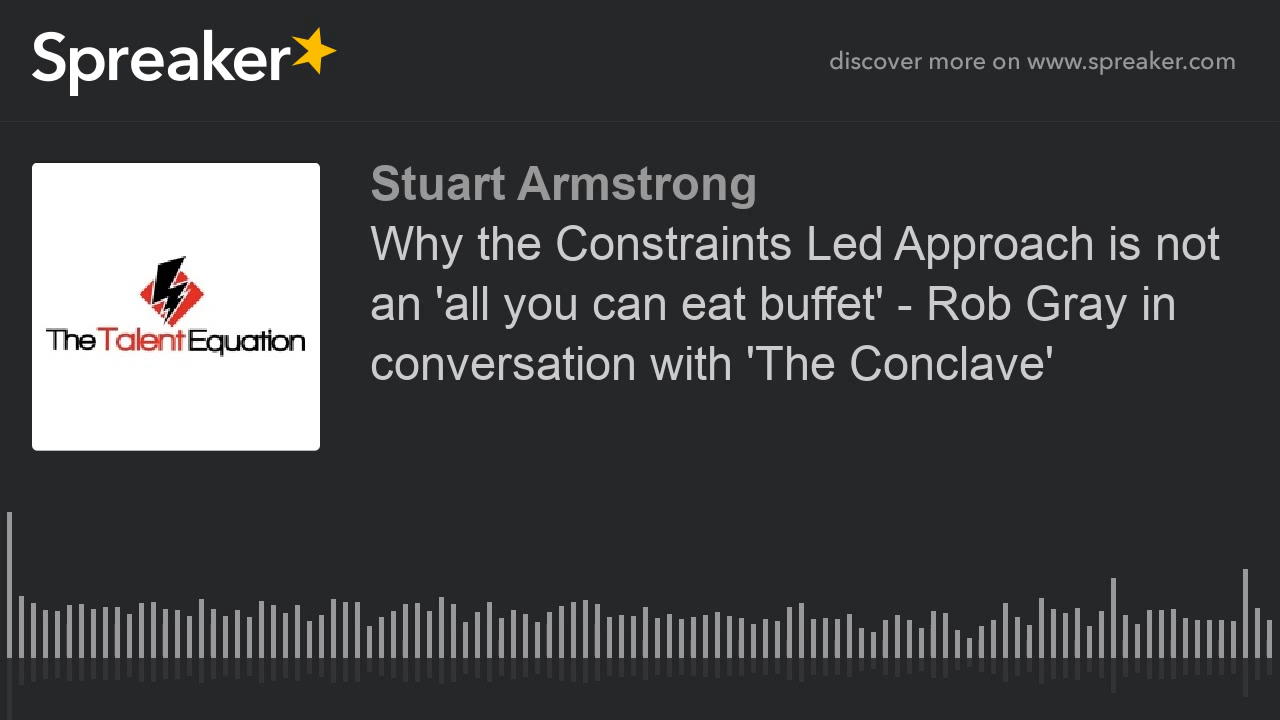 Spreaker
discover more on www.spreaker.com
Stuart Armstrong
Why the Constraints Led Approach is not
an 'all you can eat buffet' - Rob Gray in
conversation with 'The Conclave'
The Talent Equation